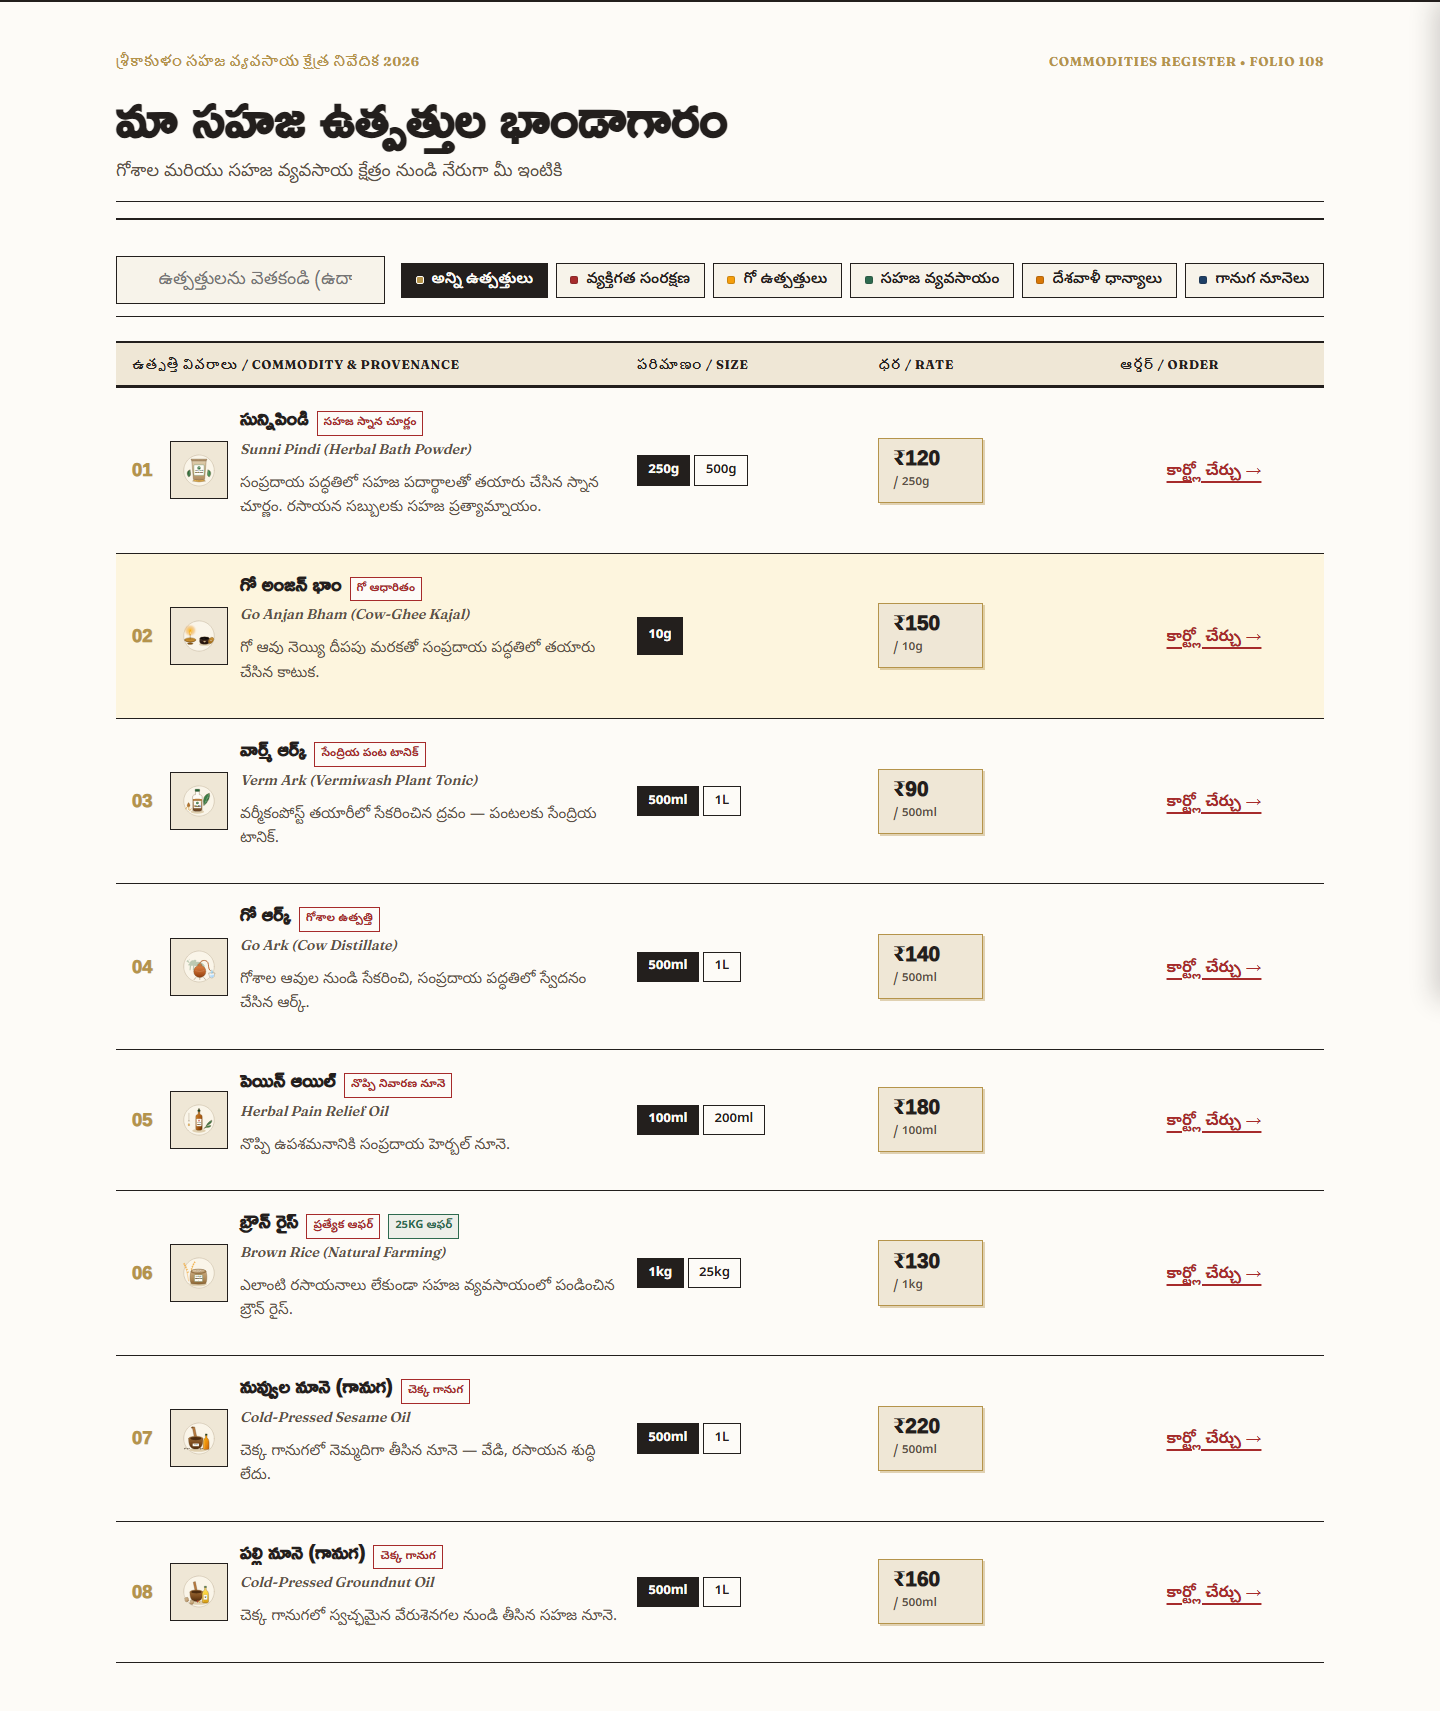 శ్రీకాకుళం సహజ వ్యవసాయ క్షేత్ర నివేదిక 2026
COMMODITIES REGISTER • FOLIO 108
మా సహజ ఉత్పత్తుల భాండాగారం
గోశాల మరియు సహజ వ్యవసాయ క్షేత్రం నుండి నేరుగా మీ ఇంటికి
ఉత్పత్తులను వెతకండి (ఉదా
అన్ని ఉత్పత్తులు
వ్యక్తిగత సంరక్షణ
గో ఉత్పత్తులు
సహజ వ్యవసాయం
దేశవాళీ ధాన్యాలు
గానుగ నూనెలు
ఉత్పత్తి వివరాలు / COMMODITY & PROVENANCE
పరిమాణం / SIZE
ధర / RATE
ఆర్డర్ / ORDER
01
సున్నిపిండి సహజ స్నాన చూర్ణం
Sunni Pindi (Herbal Bath Powder)
సంప్రదాయ పద్ధతిలో సహజ పదార్థాలతో తయారు చేసిన స్నాన
చూర్ణం. రసాయన సబ్బులకు సహజ ప్రత్యామ్నాయం.
250g 500g
₹120
/ 250g
కార్ట్లో చేర్చు →
02
గో అంజన్ భాం గో ఆధారితం
Go Anjan Bham (Cow-Ghee Kajal)
గో ఆవు నెయ్యి దీపపు మరకతో సంప్రదాయ పద్ధతిలో తయారు
చేసిన కాటుక.
10g
₹150
/ 10g
కార్ట్లో చేర్చు →
03
వార్మ్ ఆర్క్ సేంద్రియ పంట టానిక్
Verm Ark (Vermiwash Plant Tonic)
వర్మీకంపోస్ట్ తయారీలో సేకరించిన ద్రవం — పంటలకు సేంద్రియ
టానిక్.
500ml 1L
₹90
/ 500ml
కార్ట్లో చేర్చు →
04
గో ఆర్క్ గోశాల ఉత్పత్తి
Go Ark (Cow Distillate)
గోశాల ఆవుల నుండి సేకరించి, సంప్రదాయ పద్ధతిలో స్వేదనం
చేసిన ఆర్క్.
500ml 1L
₹140
/ 500ml
కార్ట్లో చేర్చు →
05
పెయిన్ ఆయిల్ నొప్పి నివారణ నూనె
Herbal Pain Relief Oil
నొప్పి ఉపశమనానికి సంప్రదాయ హెర్బల్ నూనె.
100ml 200ml
₹180
/ 100ml
కార్ట్లో చేర్చు →
06
బ్రౌన్ రైస్ ప్రత్యేక ఆఫర్ 25KG ఆఫర్
Brown Rice (Natural Farming)
ఎలాంటి రసాయనాలు లేకుండా సహజ వ్యవసాయంలో పండించిన
బ్రౌన్ రైస్.
1kg 25kg
₹130
/ 1kg
కార్ట్లో చేర్చు →
07
నువ్వుల నూనె (గానుగ) చెక్క గానుగ
Cold-Pressed Sesame Oil
చెక్క గానుగలో నెమ్మదిగా తీసిన నూనె — వేడి, రసాయన శుద్ధి
లేదు.
500ml 1L
₹220
/ 500ml
కార్ట్లో చేర్చు →
08
పల్లి నూనె (గానుగ) చెక్క గానుగ
Cold-Pressed Groundnut Oil
చెక్క గానుగలో స్వచ్ఛమైన వేరుశెనగల నుండి తీసిన సహజ నూనె.
500ml 1L
₹160
/ 500ml
కార్ట్లో చేర్చు →